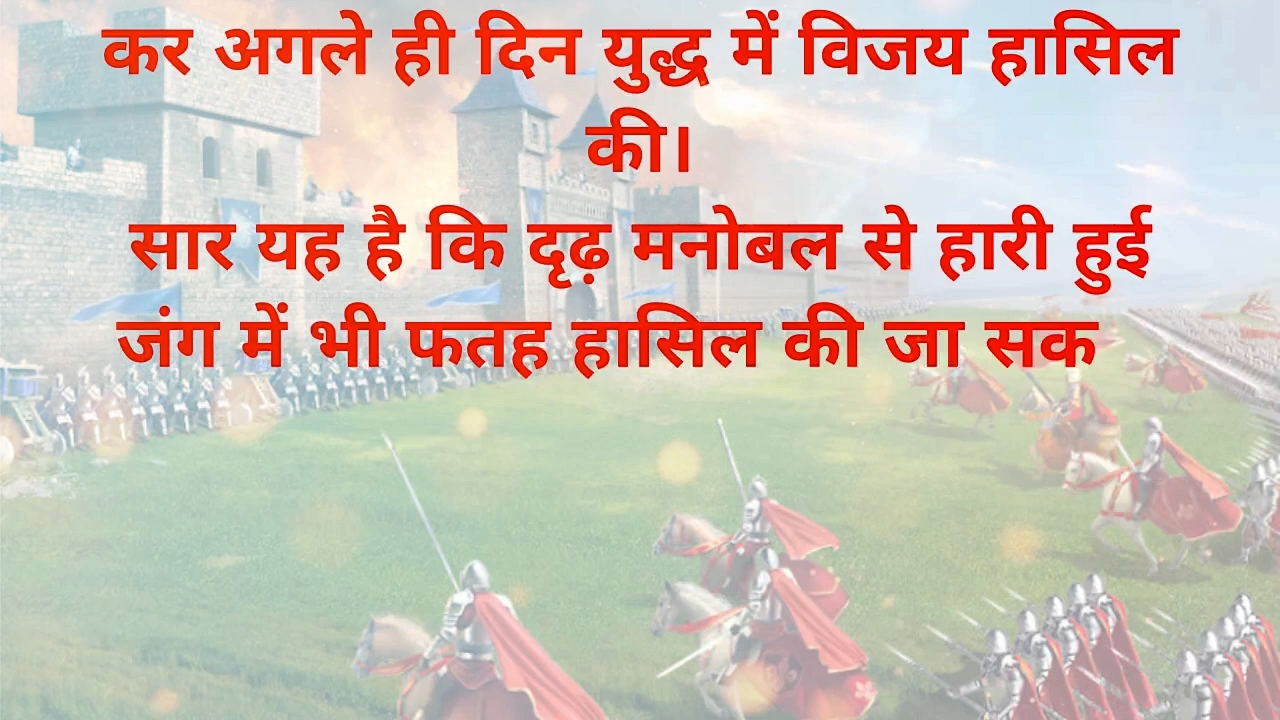 कर अगले ही दिन युद्ध में विजय हासिल
की।
सार यह है कि दृढ़ मनोबल से हारी हुई
जंग में भी फतह हासिल की जा सक